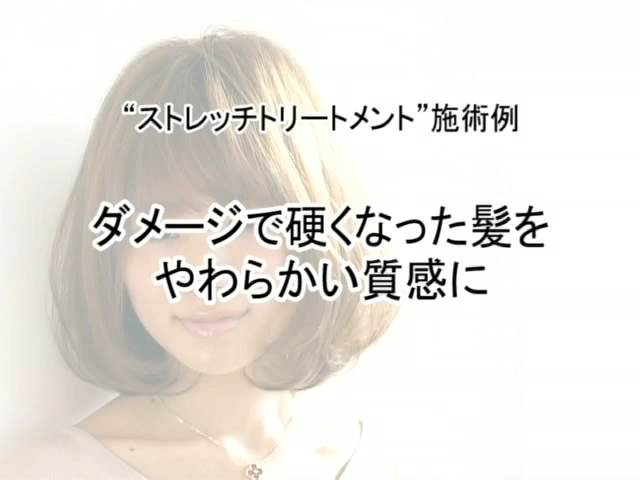 “ストレッチトリートメント”施術例
ダメージで硬くなった髪を
やわらかい質感に